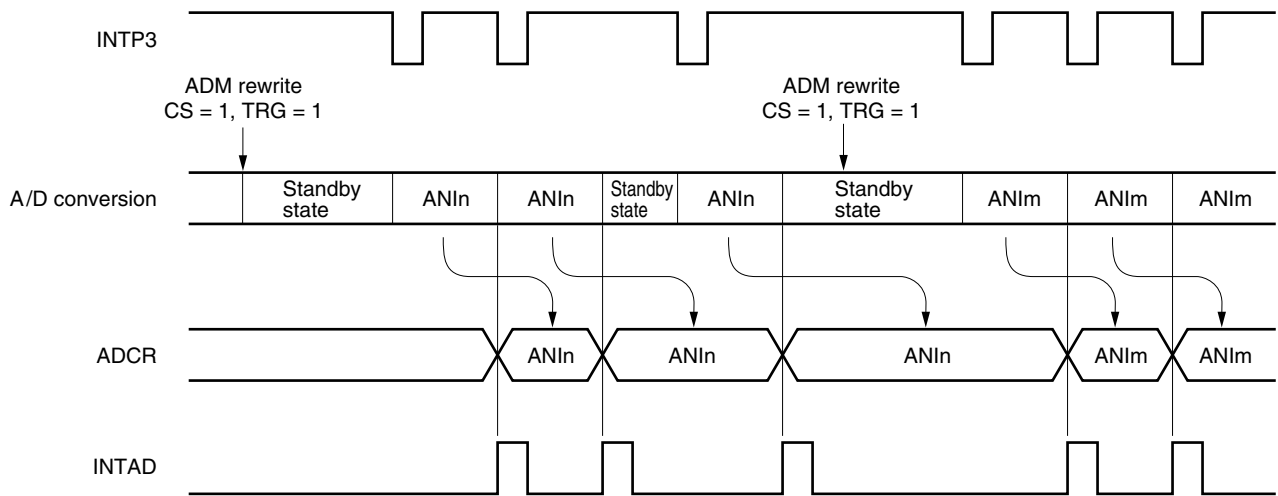 INTP3
ADM rewrite
CS = 1, TRG = 1
ADM rewrite
CS = 1, TRG = 1
A/D conversion
Standby
state
ANIn
ANIn
Standby
state
ANIn
Standby
state
ANIm
ANIm
ANIm
ADCR
ANIn
ANIn
ANIn
ANIm
ANIm
INTAD